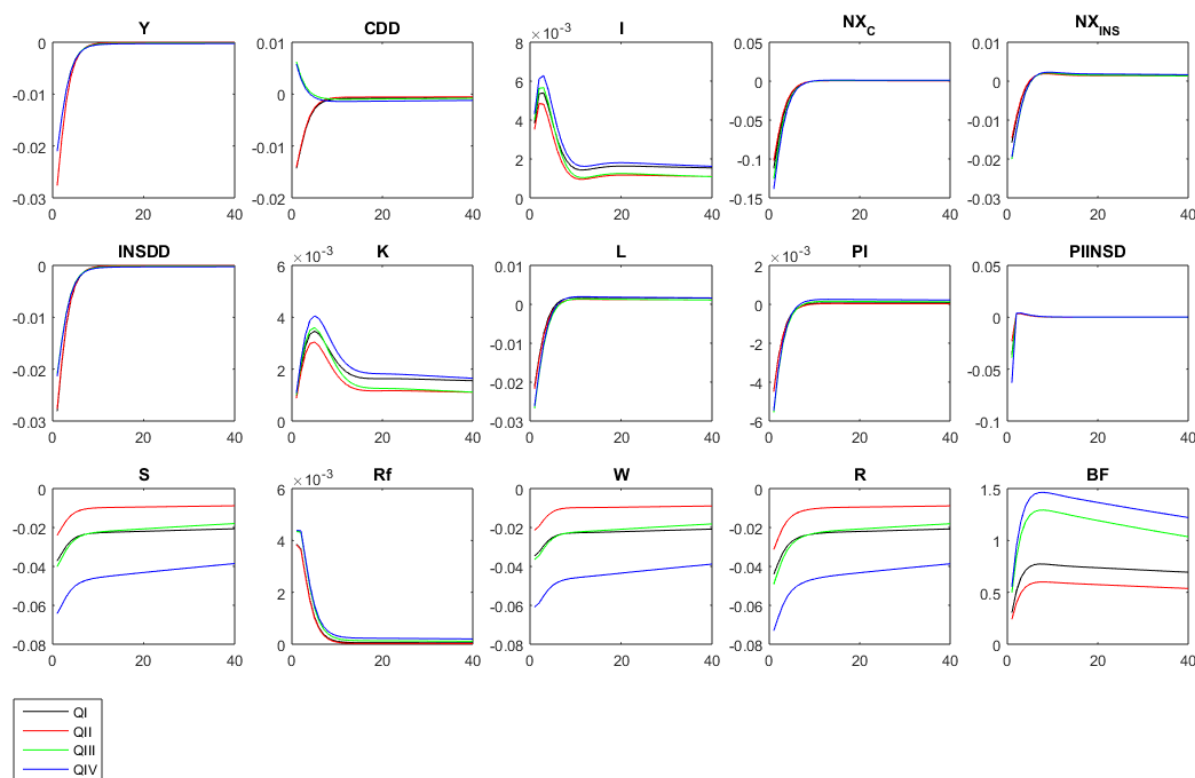 Y
0
-0.01
-0.02
-0.03
0 20 40
CDD
0.01
0
-0.01
-0.02
0 20 40
I
×10⁻³
8
6
4
2
0
0 20 40
NX_C
0.05
0
-0.05
-0.1
-0.15
0 20 40
NX_INS
0.01
0
-0.01
-0.02
-0.03
0 20 40
INSDD
0
-0.01
-0.02
-0.03
0 20 40
K
×10⁻³
6
4
2
0
0 20 40
L
0.01
0
-0.01
-0.02
-0.03
0 20 40
PI
×10⁻³
2
0
-2
-4
-6
0 20 40
PIINSD
0.05
0
-0.05
-0.1
0 20 40
S
0
-0.02
-0.04
-0.06
-0.08
0 20 40
Rf
×10⁻³
6
4
2
0
0 20 40
W
0
-0.02
-0.04
-0.06
-0.08
0 20 40
R
0
-0.02
-0.04
-0.06
-0.08
0 20 40
BF
1.5
1
0.5
0
0 20 40
QI
QII
QIII
QIV